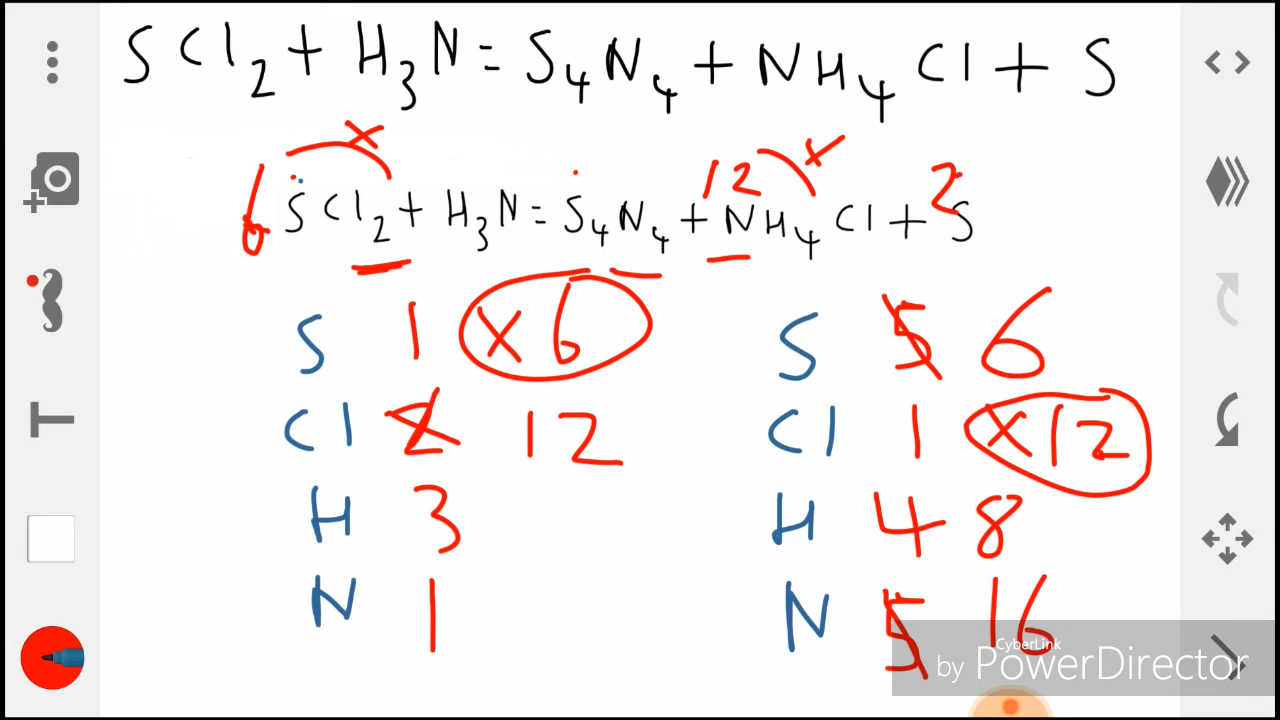 SCl2 + H3N = S4N4 + NH4Cl + S
x x
6 SCl2 + H3N = S4N4 + 12 NH4Cl + 2 S
S 1 x6 S 5 6
Cl 2 12 Cl 1 x12
H 3 H 4 8
N 1 N 5 16
T
CyberLink
by PowerDirector